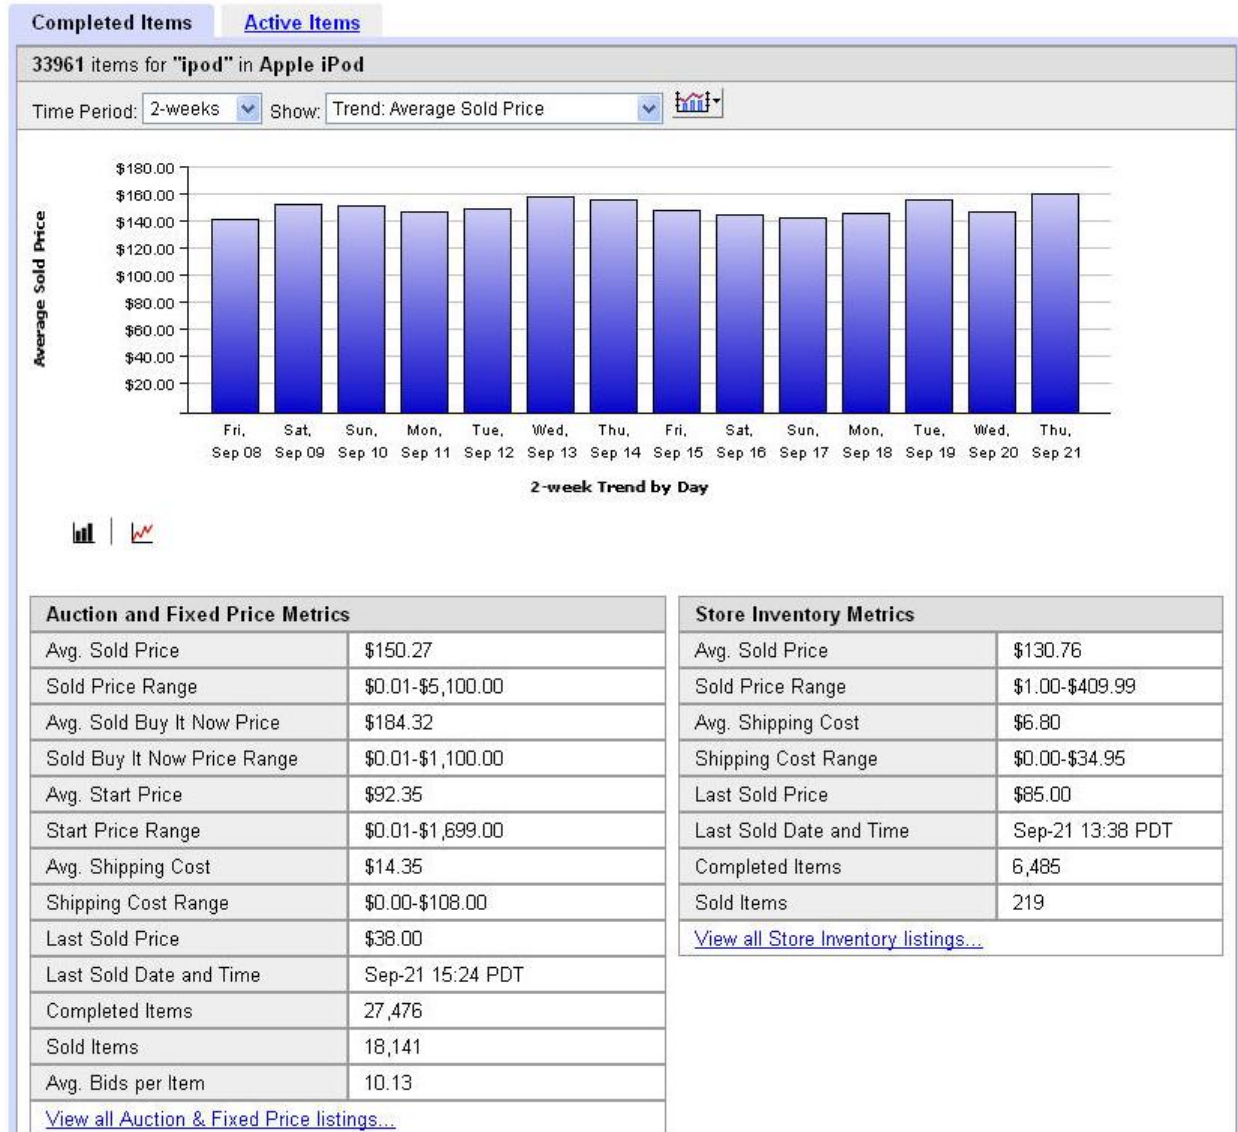 Completed Items Active Items
33961 items for "ipod" in Apple iPod
Time Period: 2-weeks Show: Trend: Average Sold Price
Average Sold Price
$180.00
$160.00
$140.00
$120.00
$100.00
$80.00
$60.00
$40.00
$20.00
Fri, Sat, Sun, Mon, Tue, Wed, Thu, Fri, Sat, Sun, Mon, Tue, Wed, Thu,
Sep 08 Sep 09 Sep 10 Sep 11 Sep 12 Sep 13 Sep 14 Sep 15 Sep 16 Sep 17 Sep 18 Sep 19 Sep 20 Sep 21
2-week Trend by Day
Auction and Fixed Price Metrics
Avg. Sold Price $150.27
Sold Price Range $0.01-$5,100.00
Avg. Sold Buy It Now Price $184.32
Sold Buy It Now Price Range $0.01-$1,100.00
Avg. Start Price $92.35
Start Price Range $0.01-$1,699.00
Avg. Shipping Cost $14.35
Shipping Cost Range $0.00-$108.00
Last Sold Price $38.00
Last Sold Date and Time Sep-21 15:24 PDT
Completed Items 27,476
Sold Items 18,141
Avg. Bids per Item 10.13
View all Auction & Fixed Price listings...
Store Inventory Metrics
Avg. Sold Price $130.76
Sold Price Range $1.00-$409.99
Avg. Shipping Cost $6.80
Shipping Cost Range $0.00-$34.95
Last Sold Price $85.00
Last Sold Date and Time Sep-21 13:38 PDT
Completed Items 6,485
Sold Items 219
View all Store Inventory listings...